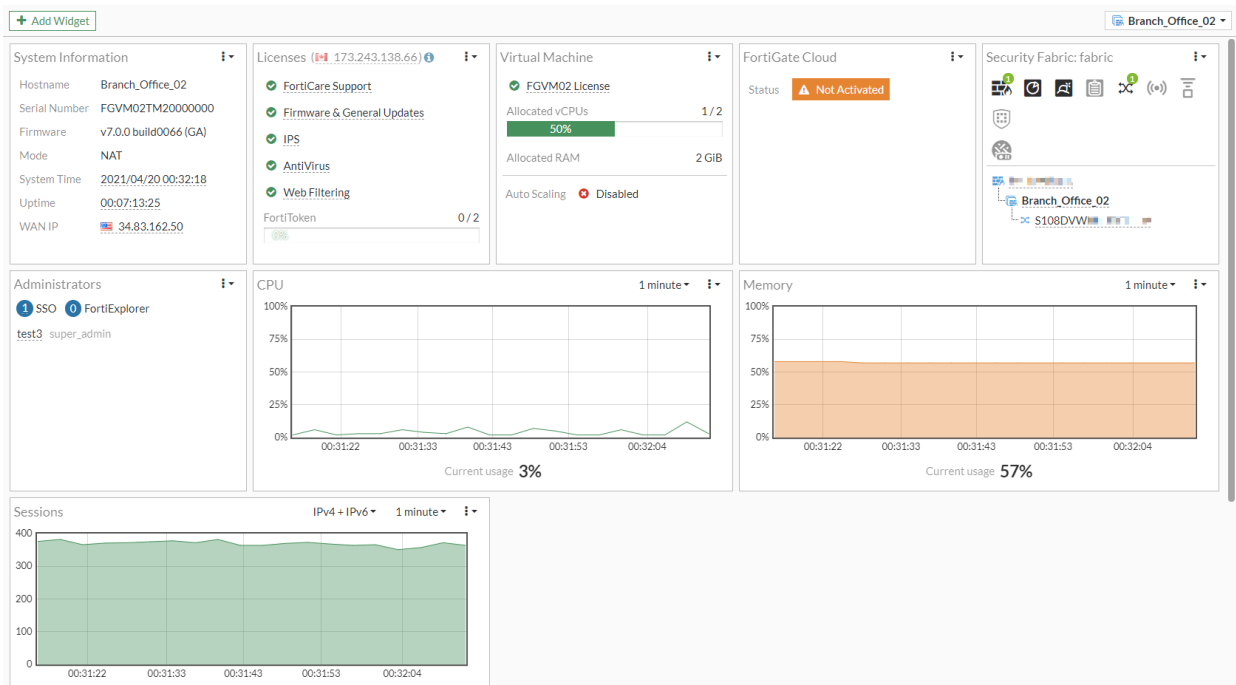 + Add Widget
Branch_Office_02
System Information
Hostname Branch_Office_02
Serial Number FGVM02TM20000000
Firmware v7.0.0 build0066 (GA)
Mode NAT
System Time 2021/04/20 00:32:18
Uptime 00:07:13:25
WAN IP 34.83.162.50
Licenses (173.243.138.66)
FortiCare Support
Firmware & General Updates
IPS
AntiVirus
Web Filtering
FortiToken 0 / 2
0%
Virtual Machine
FGVM02 License
Allocated vCPUs 1 / 2
50%
Allocated RAM 2 GiB
Auto Scaling Disabled
FortiGate Cloud
Status Not Activated
Security Fabric: fabric
1 1
Branch_Office_02
S108DVW
Administrators
1 SSO 0 FortiExplorer
test3 super_admin
CPU 1 minute
100%
75%
50%
25%
0%
00:31:22 00:31:33 00:31:43 00:31:53 00:32:04
Current usage 3%
Memory 1 minute
100%
75%
50%
25%
0%
00:31:22 00:31:33 00:31:43 00:31:53 00:32:04
Current usage 57%
Sessions IPv4 + IPv6 1 minute
400
300
200
100
0
00:31:22 00:31:33 00:31:43 00:31:53 00:32:04